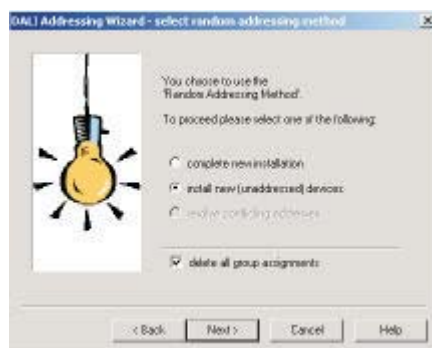 DALI Addressing Wizard - select random addressing method
You choose to use the
'Random Addressing Method'.
To proceed please select one of the following:
complete new installation
install new (unaddressed) devices
resolve conflicting addresses
delete all group assignments
< Back
Next >
Cancel
Help